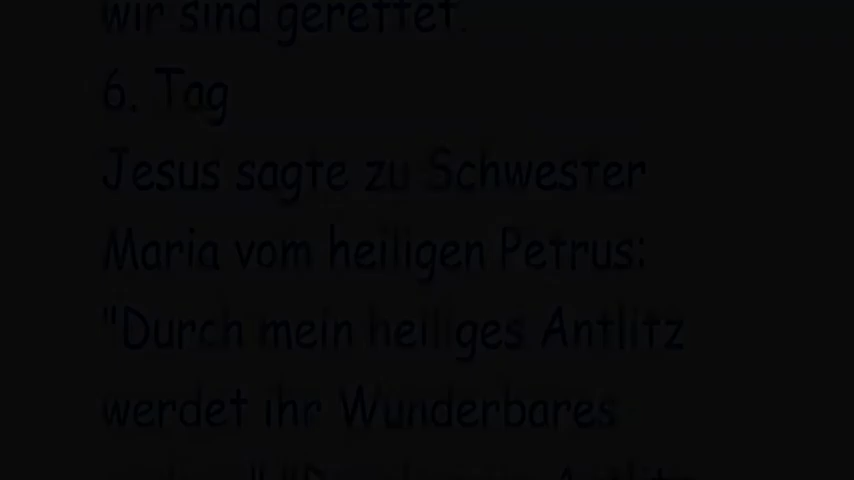 wir sind gerettet.
6. Tag
Jesus sagte zu Schwester
Maria vom heiligen Petrus:
"Durch mein heiliges Antlitz
werdet ihr Wunderbares